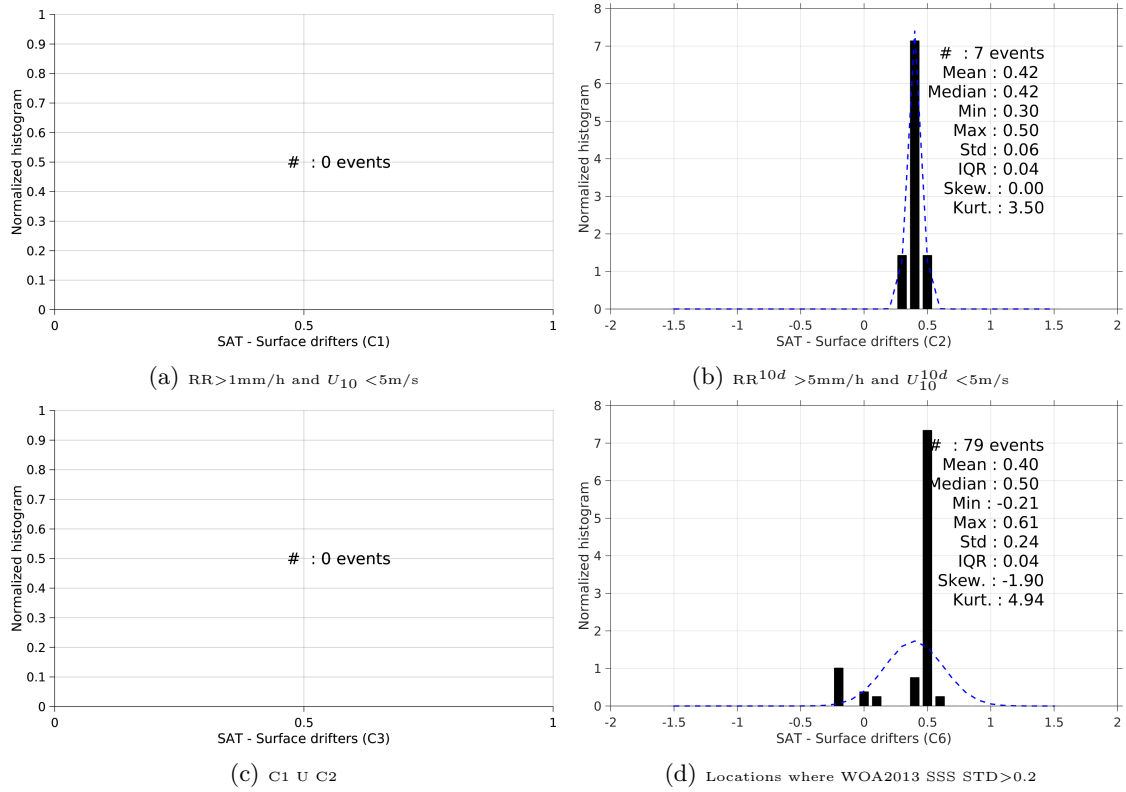 1
0.9
0.8
0.7
0.6
0.5
0.4
0.3
0.2
0.1
0
Normalized histogram
# : 0 events
0 0.5 1
SAT - Surface drifters (C1)
(a) RR>1mm/h and U10 <5m/s
8
7
6
5
4
3
2
1
0
Normalized histogram
# : 7 events
Mean : 0.42
Median : 0.42
Min : 0.30
Max : 0.50
Std : 0.06
IQR : 0.04
Skew. : 0.00
Kurt. : 3.50
-2 -1.5 -1 -0.5 0 0.5 1 1.5 2
SAT - Surface drifters (C2)
(b) RR^10d >5mm/h and U_10^10d <5m/s
1
0.9
0.8
0.7
0.6
0.5
0.4
0.3
0.2
0.1
0
Normalized histogram
# : 0 events
0 0.5 1
SAT - Surface drifters (C3)
(c) C1 U C2
8
7
6
5
4
3
2
1
0
Normalized histogram
# : 79 events
Mean : 0.40
Median : 0.50
Min : -0.21
Max : 0.61
Std : 0.24
IQR : 0.04
Skew. : -1.90
Kurt. : 4.94
-2 -1.5 -1 -0.5 0 0.5 1 1.5 2
SAT - Surface drifters (C6)
(d) Locations where WOA2013 SSS STD>0.2